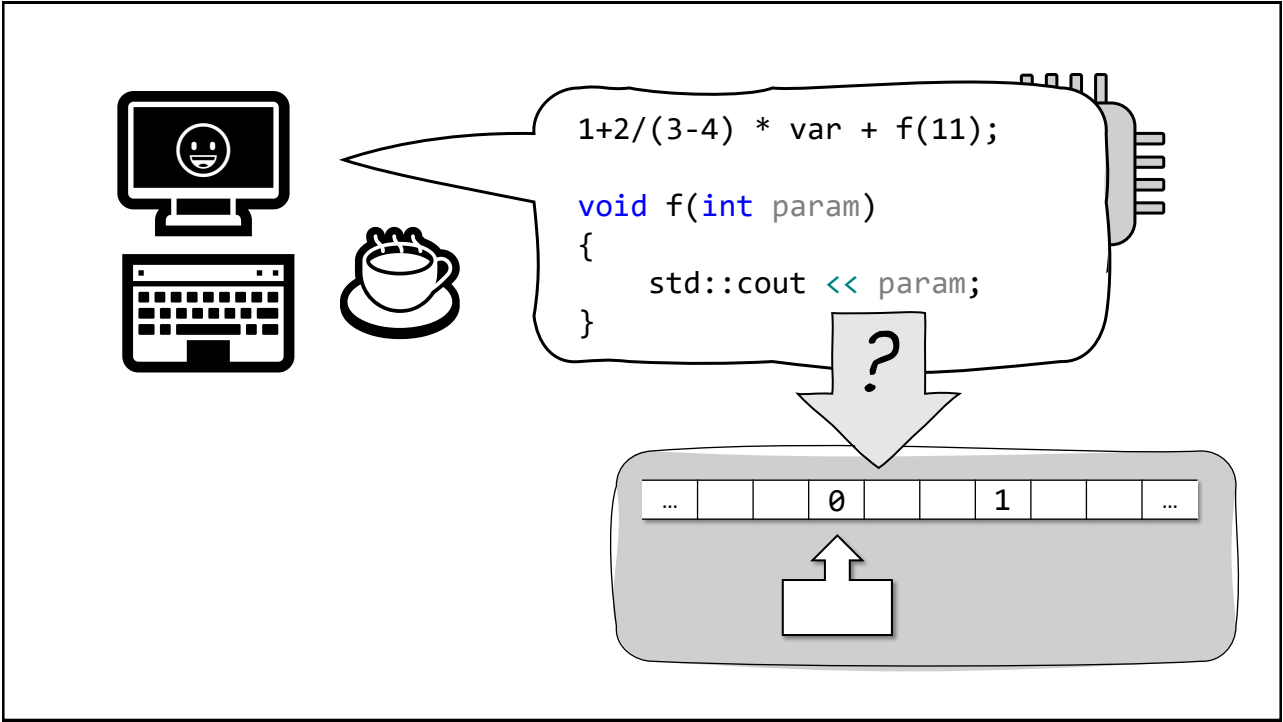 1+2/(3-4) * var + f(11);
void f(int param)
{
    std::cout << param;
}
?
… 0 1 …